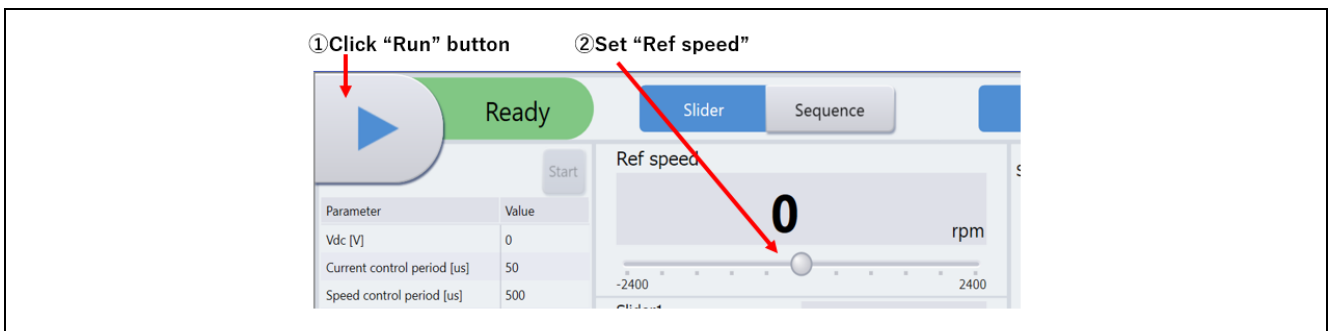 ①Click “Run” button
②Set “Ref speed”
Ready
Slider
Sequence
Start
Ref speed
0
rpm
-2400
2400
Parameter Value
Vdc [V] 0
Current control period [us] 50
Speed control period [us] 500